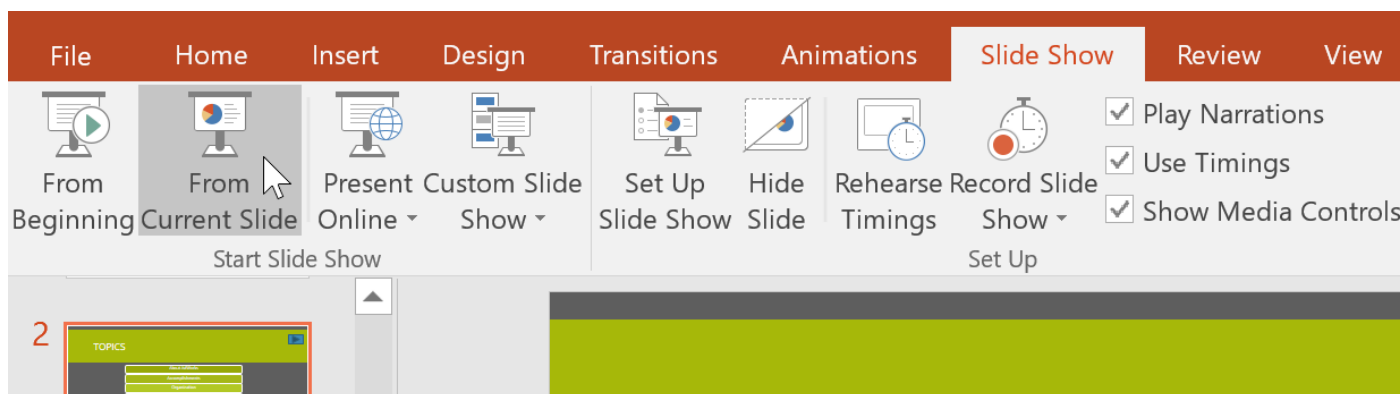 File Home Insert Design Transitions Animations Slide Show Review View
From Beginning
From Current Slide
Present Online
Custom Slide Show
Set Up Slide Show
Hide Slide
Rehearse Timings
Record Slide Show
Play Narrations
Use Timings
Show Media Controls
Start Slide Show
Set Up
2
TOPICS
Accomplishments
Organization